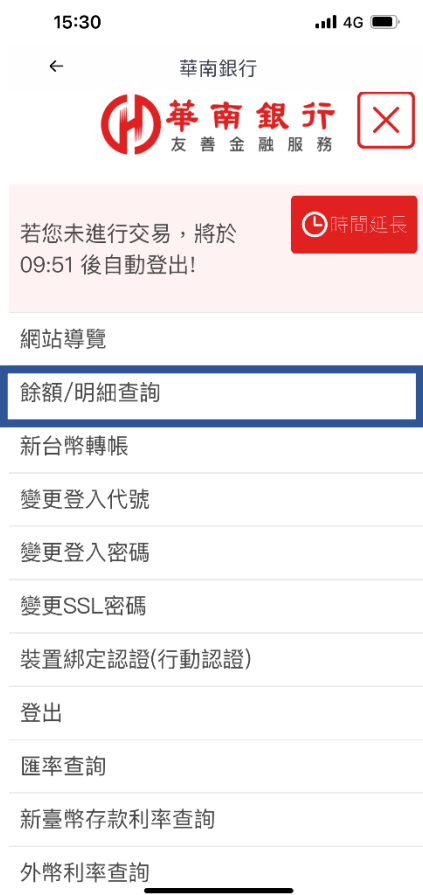 15:30
4G
華南銀行
華南銀行
友善金融服務
若您未進行交易，將於
09:51 後自動登出!
時間延長
網站導覽
餘額/明細查詢
新台幣轉帳
變更登入代號
變更登入密碼
變更SSL密碼
裝置綁定認證(行動認證)
登出
匯率查詢
新臺幣存款利率查詢
外幣利率查詢